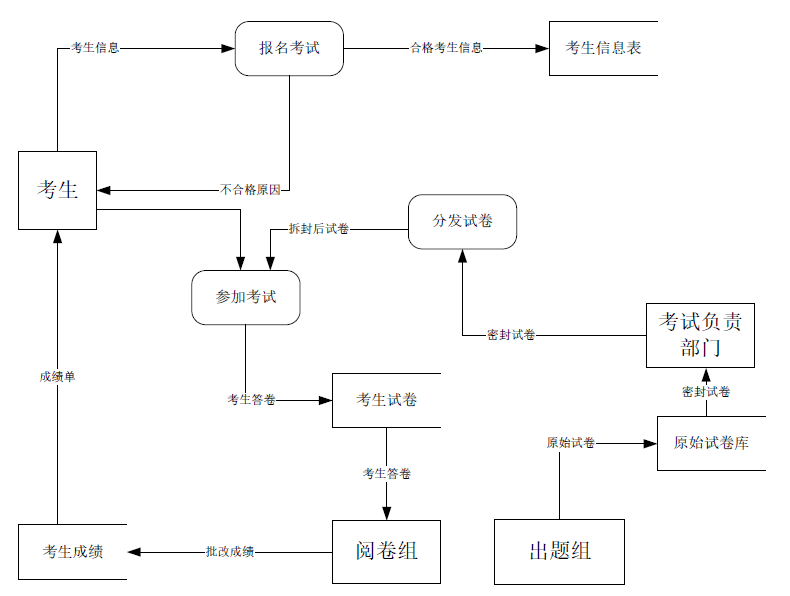 考生信息
报名考试
合格考生信息
考生信息表
考生
不合格原因
分发试卷
拆封后试卷
参加考试
考试负责
部门
密封试卷
成绩单
考生答卷
考生试卷
密封试卷
原始试卷
原始试卷库
考生答卷
考生成绩
批改成绩
阅卷组
出题组